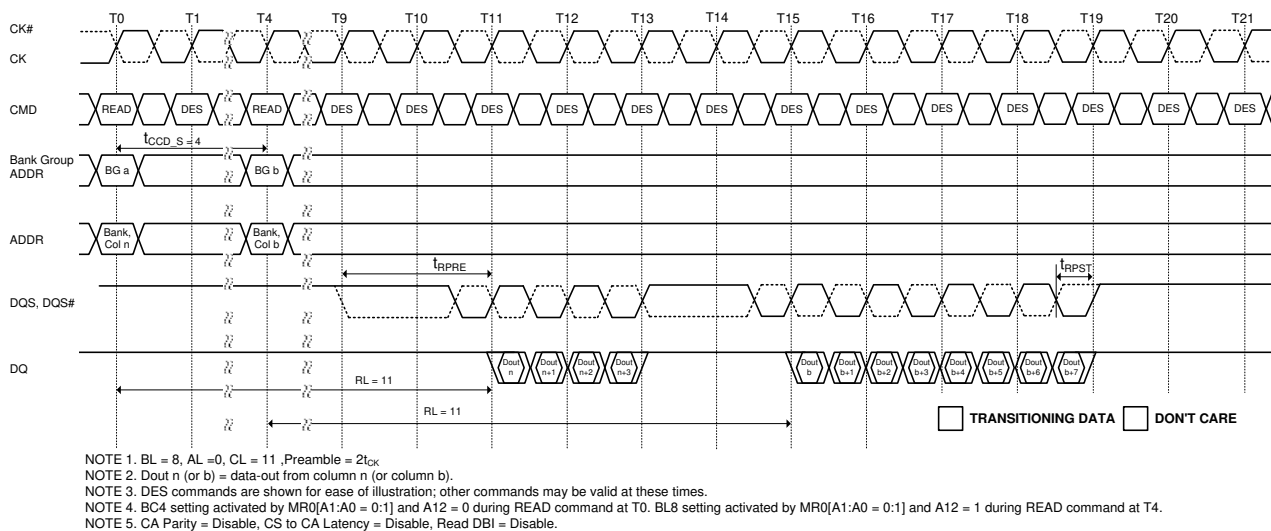 T0 T1 T4 T9 T10 T11 T12 T13 T14 T15 T16 T17 T18 T19 T20 T21
CK#
CK
CMD READ DES READ DES DES DES DES DES DES DES DES DES DES DES DES DES
tCCD_S = 4
Bank Group
ADDR
BG a BG b
ADDR
Bank,
Col n
Bank,
Col b
tRPRE tRPST
DQS, DQS#
DQ
Dout
n
Dout
n+1
Dout
n+2
Dout
n+3
Dout
b
Dout
b+1
Dout
b+2
Dout
b+3
Dout
b+4
Dout
b+5
Dout
b+6
Dout
b+7
RL = 11
RL = 11
TRANSITIONING DATA DON'T CARE
NOTE 1. BL = 8, AL =0, CL = 11 ,Preamble = 2tCK
NOTE 2. Dout n (or b) = data-out from column n (or column b).
NOTE 3. DES commands are shown for ease of illustration; other commands may be valid at these times.
NOTE 4. BC4 setting activated by MR0[A1:A0 = 0:1] and A12 = 0 during READ command at T0. BL8 setting activated by MR0[A1:A0 = 0:1] and A12 = 1 during READ command at T4.
NOTE 5. CA Parity = Disable, CS to CA Latency = Disable, Read DBI = Disable.